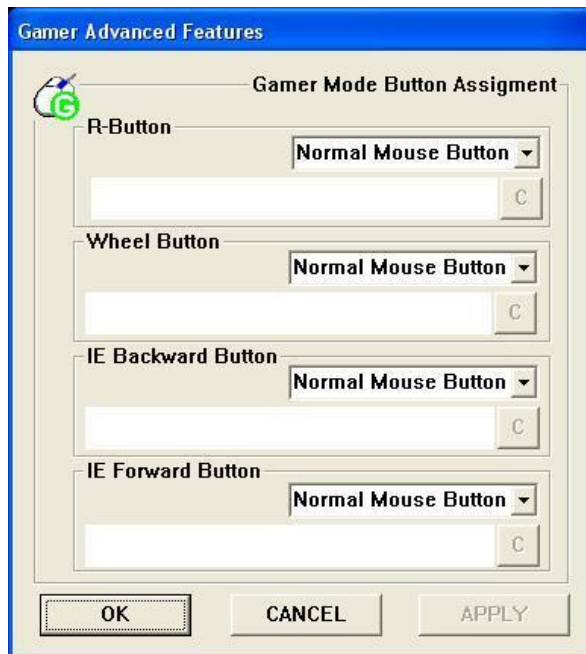 Gamer Advanced Features
G
Gamer Mode Button Assigment
R-Button
Normal Mouse Button
C
Wheel Button
Normal Mouse Button
C
IE Backward Button
Normal Mouse Button
C
IE Forward Button
Normal Mouse Button
C
OK CANCEL APPLY